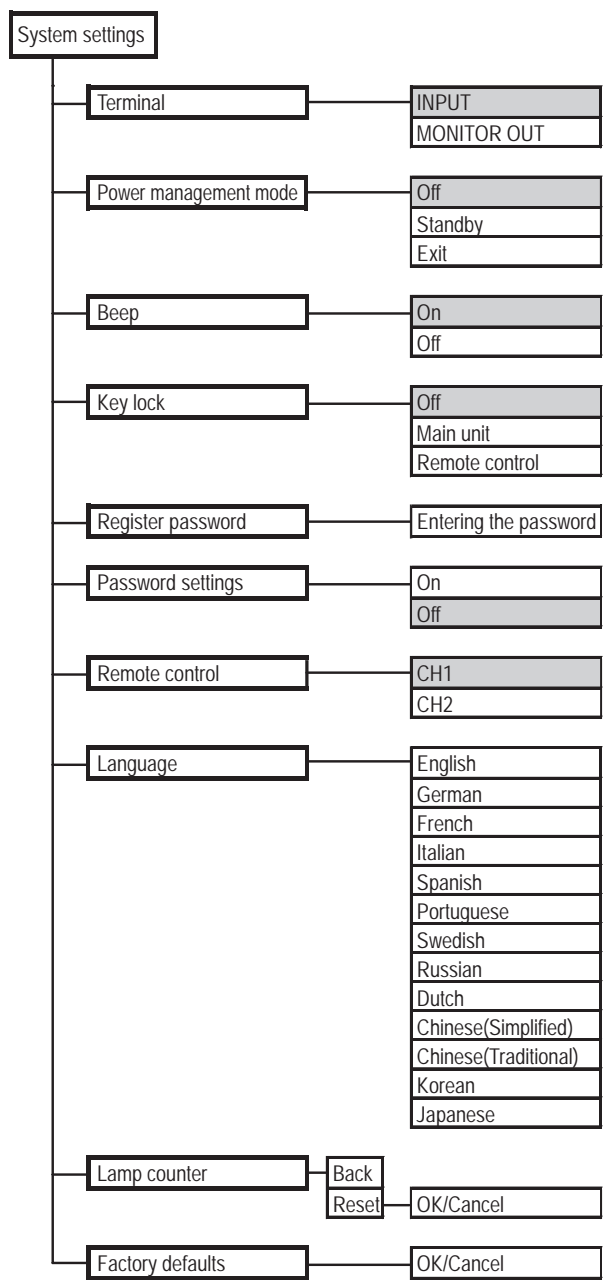 System settings
Terminal
INPUT
MONITOR OUT
Power management mode
Off
Standby
Exit
Beep
On
Off
Key lock
Off
Main unit
Remote control
Register password
Entering the password
Password settings
On
Off
Remote control
CH1
CH2
Language
English
German
French
Italian
Spanish
Portuguese
Swedish
Russian
Dutch
Chinese(Simplified)
Chinese(Traditional)
Korean
Japanese
Lamp counter
Back
Reset
OK/Cancel
Factory defaults
OK/Cancel